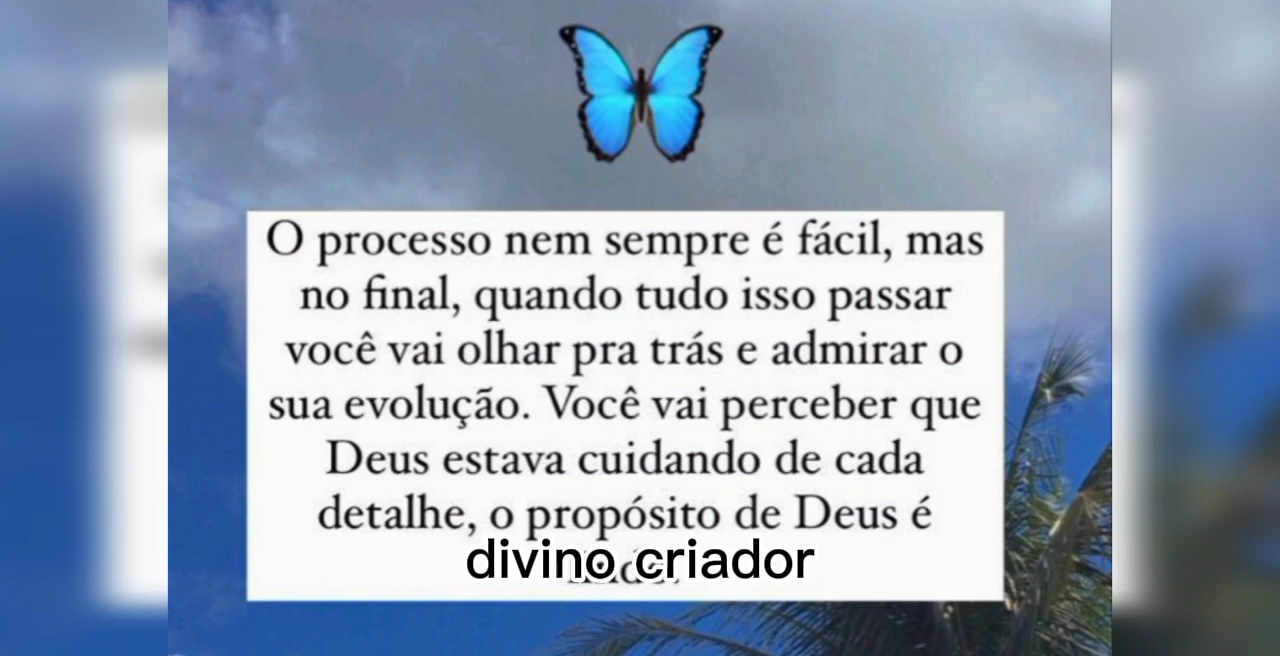 O processo nem sempre é fácil, mas
no final, quando tudo isso passar
você vai olhar pra trás e admirar o
sua evolução. Você vai perceber que
Deus estava cuidando de cada
detalhe, o propósito de Deus é
divino criador